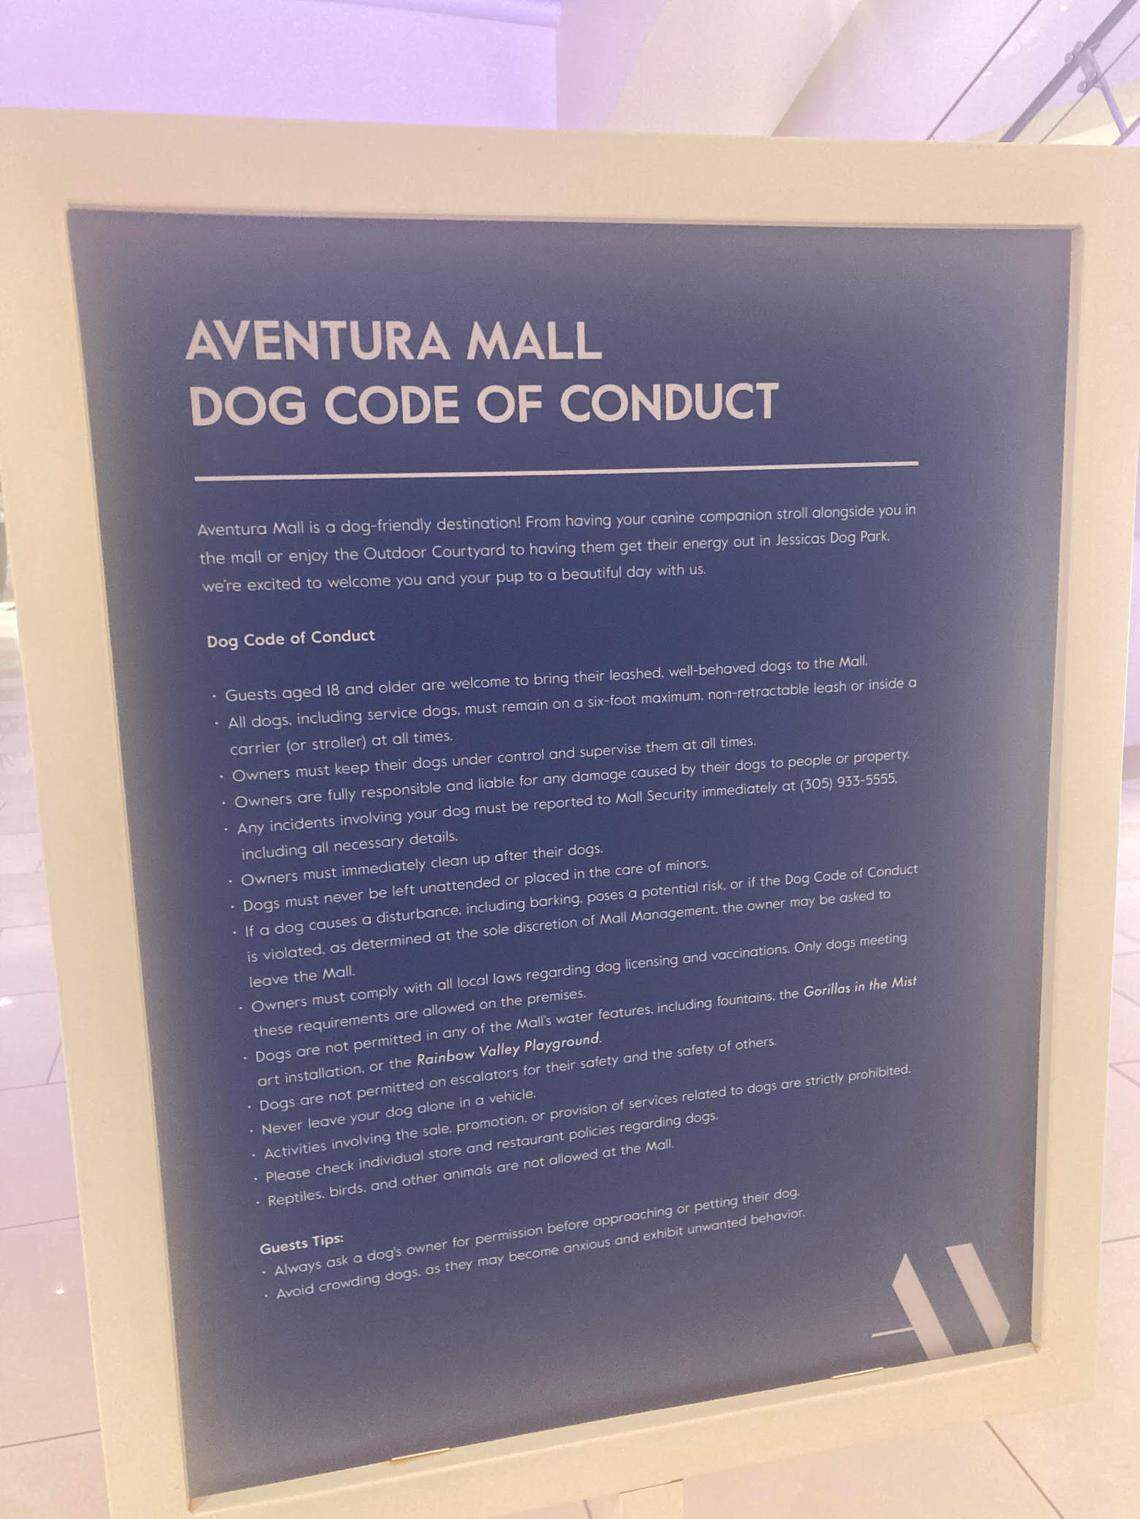 AVENTURA MALL
DOG CODE OF CONDUCT
Aventura Mall is a dog-friendly destination! From having your canine companion stroll alongside you in
the mall or enjoy the Outdoor Courtyard to having them get their energy out in Jessicas Dog Park,
we're excited to welcome you and your pup to a beautiful day with us.
Dog Code of Conduct
• Guests aged 18 and older are welcome to bring their leashed, well-behaved dogs to the Mall.
• All dogs, including service dogs, must remain on a six-foot maximum, non-retractable leash or inside a
carrier (or stroller) at all times.
• Owners must keep their dogs under control and supervise them at all times.
• Owners are fully responsible and liable for any damage caused by their dogs to people or property.
• Any incidents involving your dog must be reported to Mall Security immediately at (305) 933-5555,
including all necessary details.
• Owners must immediately clean up after their dogs.
• Dogs must never be left unattended or placed in the care of minors.
• If a dog causes a disturbance, including barking, poses a potential risk, or if the Dog Code of Conduct
is violated, as determined at the sole discretion of Mall Management, the owner may be asked to
leave the Mall.
• Owners must comply with all local laws regarding dog licensing and vaccinations. Only dogs meeting
these requirements are allowed on the premises.
• Dogs are not permitted in any of the Mall's water features, including fountains, the Gorillas in the Mist
art installation, or the Rainbow Valley Playground.
• Dogs are not permitted on escalators for their safety and the safety of others.
• Never leave your dog alone in a vehicle.
• Activities involving the sale, promotion, or provision of services related to dogs are strictly prohibited.
• Please check individual store and restaurant policies regarding dogs.
• Reptiles, birds, and other animals are not allowed at the Mall.
Guests Tips:
• Always ask a dog's owner for permission before approaching or petting their dog.
• Avoid crowding dogs, as they may become anxious and exhibit unwanted behavior.